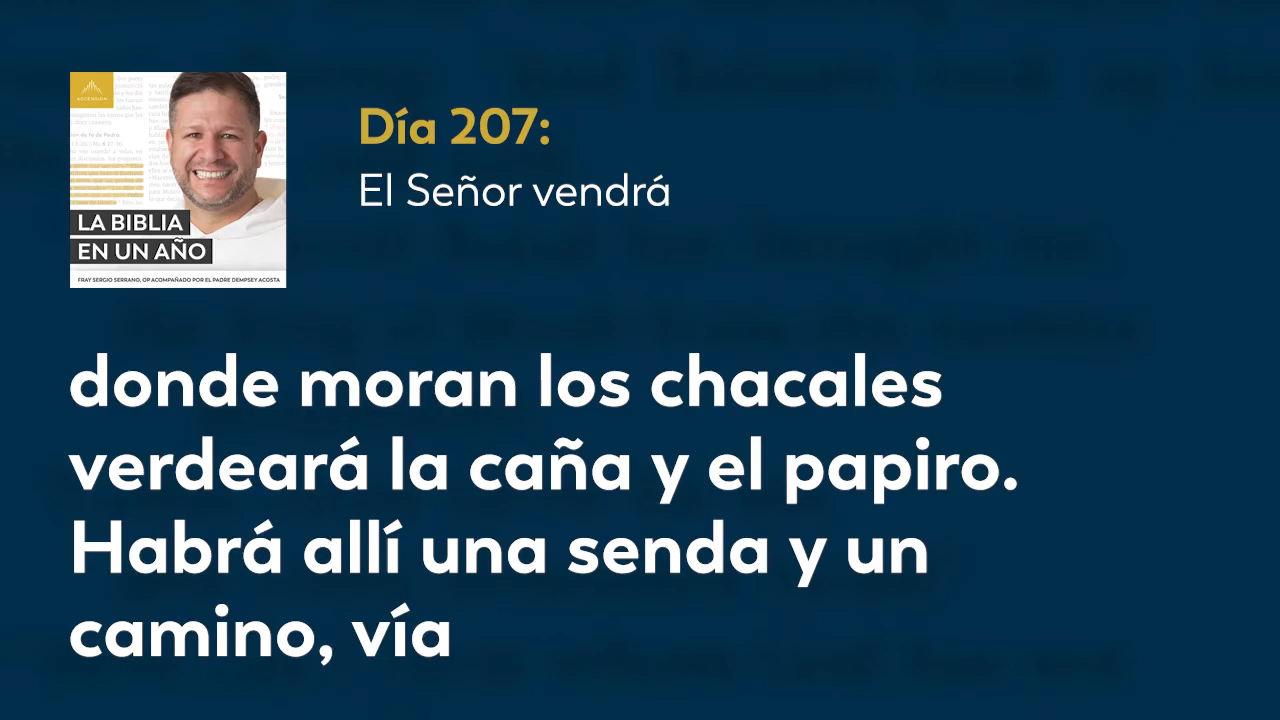 ASCENSION
LA BIBLIA
EN UN AÑO
FRAY SERGIO SERRANO, OP ACOMPAÑADO POR EL PADRE DEMPSEY ACOSTA
Día 207:
El Señor vendrá
donde moran los chacales
verdeará la caña y el papiro.
Habrá allí una senda y un
camino, vía